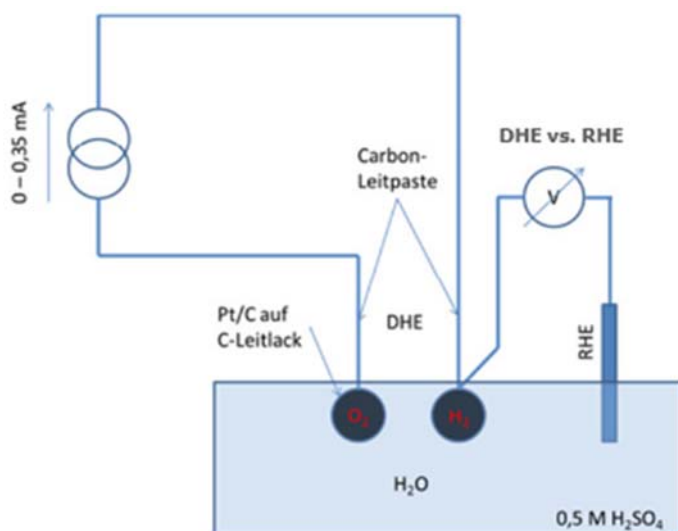 0 – 0,35 mA
DHE vs. RHE
Carbon-
Leitpaste
V
Pt/C auf
C-Leitlack
DHE
RHE
O₂
H₂
H₂O
0,5 M H₂SO₄